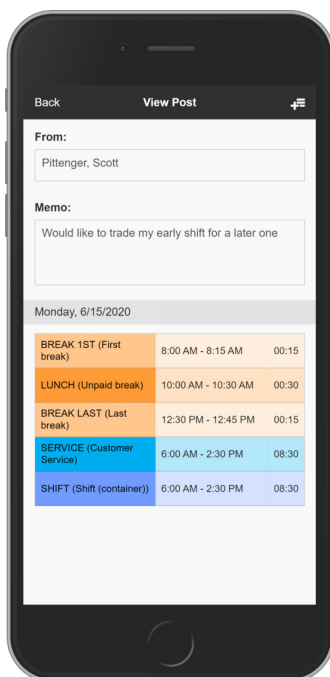 Back View Post
From:
Pittenger, Scott
Memo:
Would like to trade my early shift for a later one
Monday, 6/15/2020
BREAK 1ST (First
break) 8:00 AM - 8:15 AM 00:15
LUNCH (Unpaid break) 10:00 AM - 10:30 AM 00:30
BREAK LAST (Last
break) 12:30 PM - 12:45 PM 00:15
SERVICE (Customer
Service) 6:00 AM - 2:30 PM 08:30
SHIFT (Shift (container)) 6:00 AM - 2:30 PM 08:30